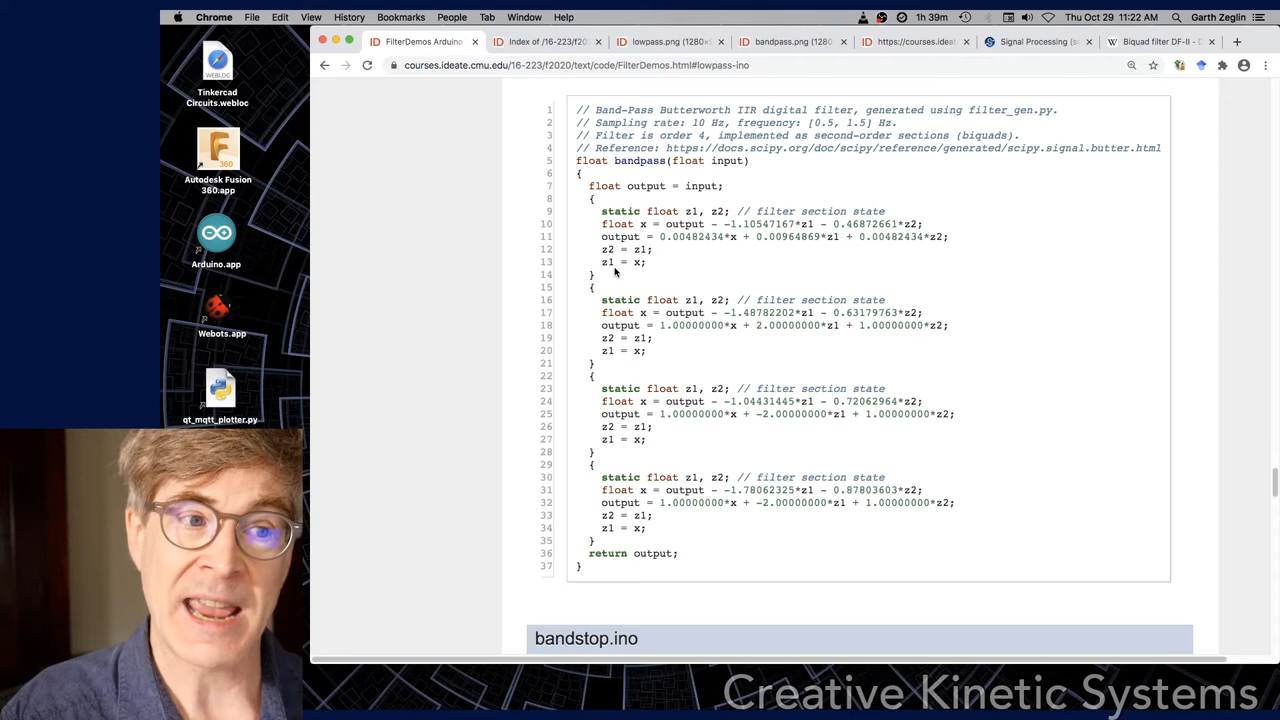 Chrome File Edit View History Bookmarks People Tab Window Help 1h 39m Thu Oct 29 11:22 AM Garth Zeglin
FilterDemos Arduino Index of /16-223/f20 lowpass.png (1280× bandpass.png (1280 https://courses.ideat Signal Processing (sc Biquad filter DF-II -
courses.ideate.cmu.edu/16-223/f2020/text/code/FilterDemos.html#lowpass-ino
Tinkercad
Circuits.webloc
WEBLOC
Autodesk Fusion
360.app
360
Arduino.app
Webots.app
qt_mqtt_plotter.py
1 // Band-Pass Butterworth IIR digital filter, generated using filter_gen.py.
2 // Sampling rate: 10 Hz, frequency: [0.5, 1.5] Hz.
3 // Filter is order 4, implemented as second-order sections (biquads).
4 // Reference: https://docs.scipy.org/doc/scipy/reference/generated/scipy.signal.butter.html
5 float bandpass(float input)
6 {
7 float output = input;
8 {
9 static float z1, z2; // filter section state
10 float x = output - -1.10547167*z1 - 0.46872661*z2;
11 output = 0.00482434*x + 0.00964869*z1 + 0.00482434*z2;
12 z2 = z1;
13 z1 = x;
14 }
15 {
16 static float z1, z2; // filter section state
17 float x = output - -1.48782202*z1 - 0.63179763*z2;
18 output = 1.00000000*x + 2.00000000*z1 + 1.00000000*z2;
19 z2 = z1;
20 z1 = x;
21 }
22 {
23 static float z1, z2; // filter section state
24 float x = output - -1.04431445*z1 - 0.72062964*z2;
25 output = 1.00000000*x + -2.00000000*z1 + 1.00000000*z2;
26 z2 = z1;
27 z1 = x;
28 }
29 {
30 static float z1, z2; // filter section state
31 float x = output - -1.78062325*z1 - 0.87803603*z2;
32 output = 1.00000000*x + -2.00000000*z1 + 1.00000000*z2;
33 z2 = z1;
34 z1 = x;
35 }
36 return output;
37 }
bandstop.ino
Creative Kinetic Systems